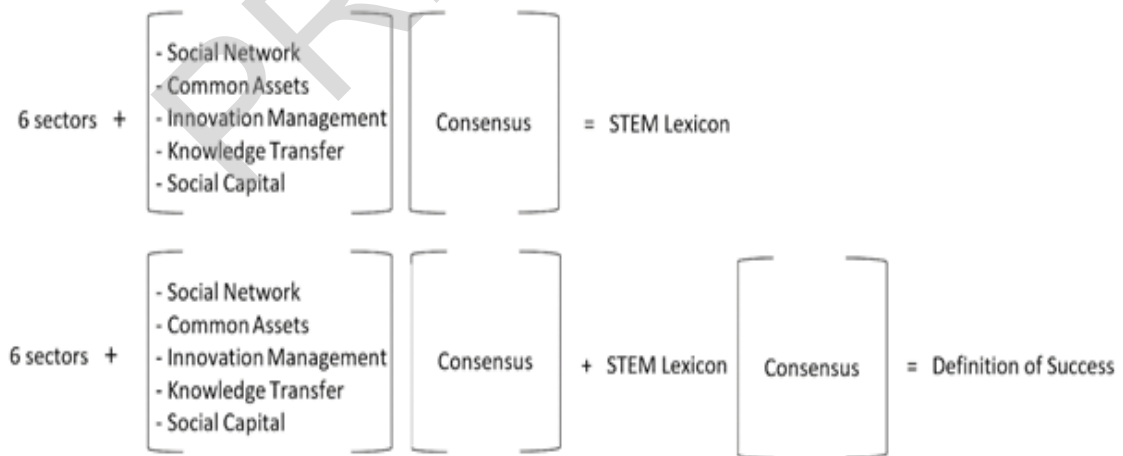 - Social Network
- Common Assets
6 sectors + - Innovation Management Consensus = STEM Lexicon
- Knowledge Transfer
- Social Capital
- Social Network
- Common Assets
6 sectors + - Innovation Management Consensus + STEM Lexicon Consensus = Definition of Success
- Knowledge Transfer
- Social Capital